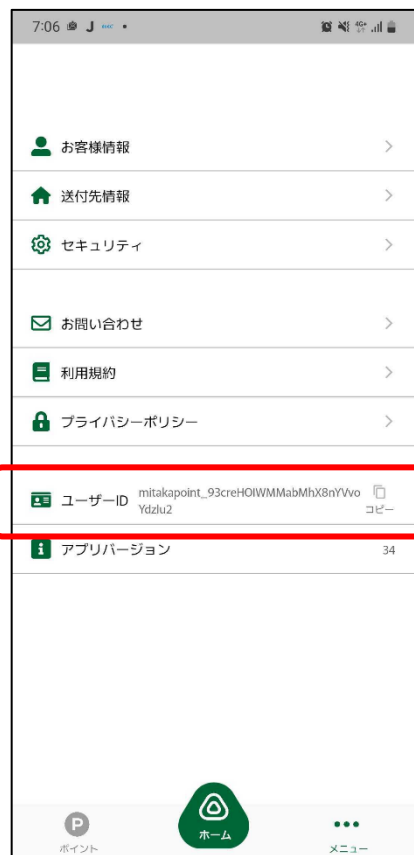 7:06
お客様情報
送付先情報
セキュリティ
お問い合わせ
利用規約
プライバシーポリシー
ユーザーID mitakapoint_93creHOIWMMabMhX8nYVvo
Ydzlu2 コピー
アプリバージョン 34
P
ポイント ホーム メニュー